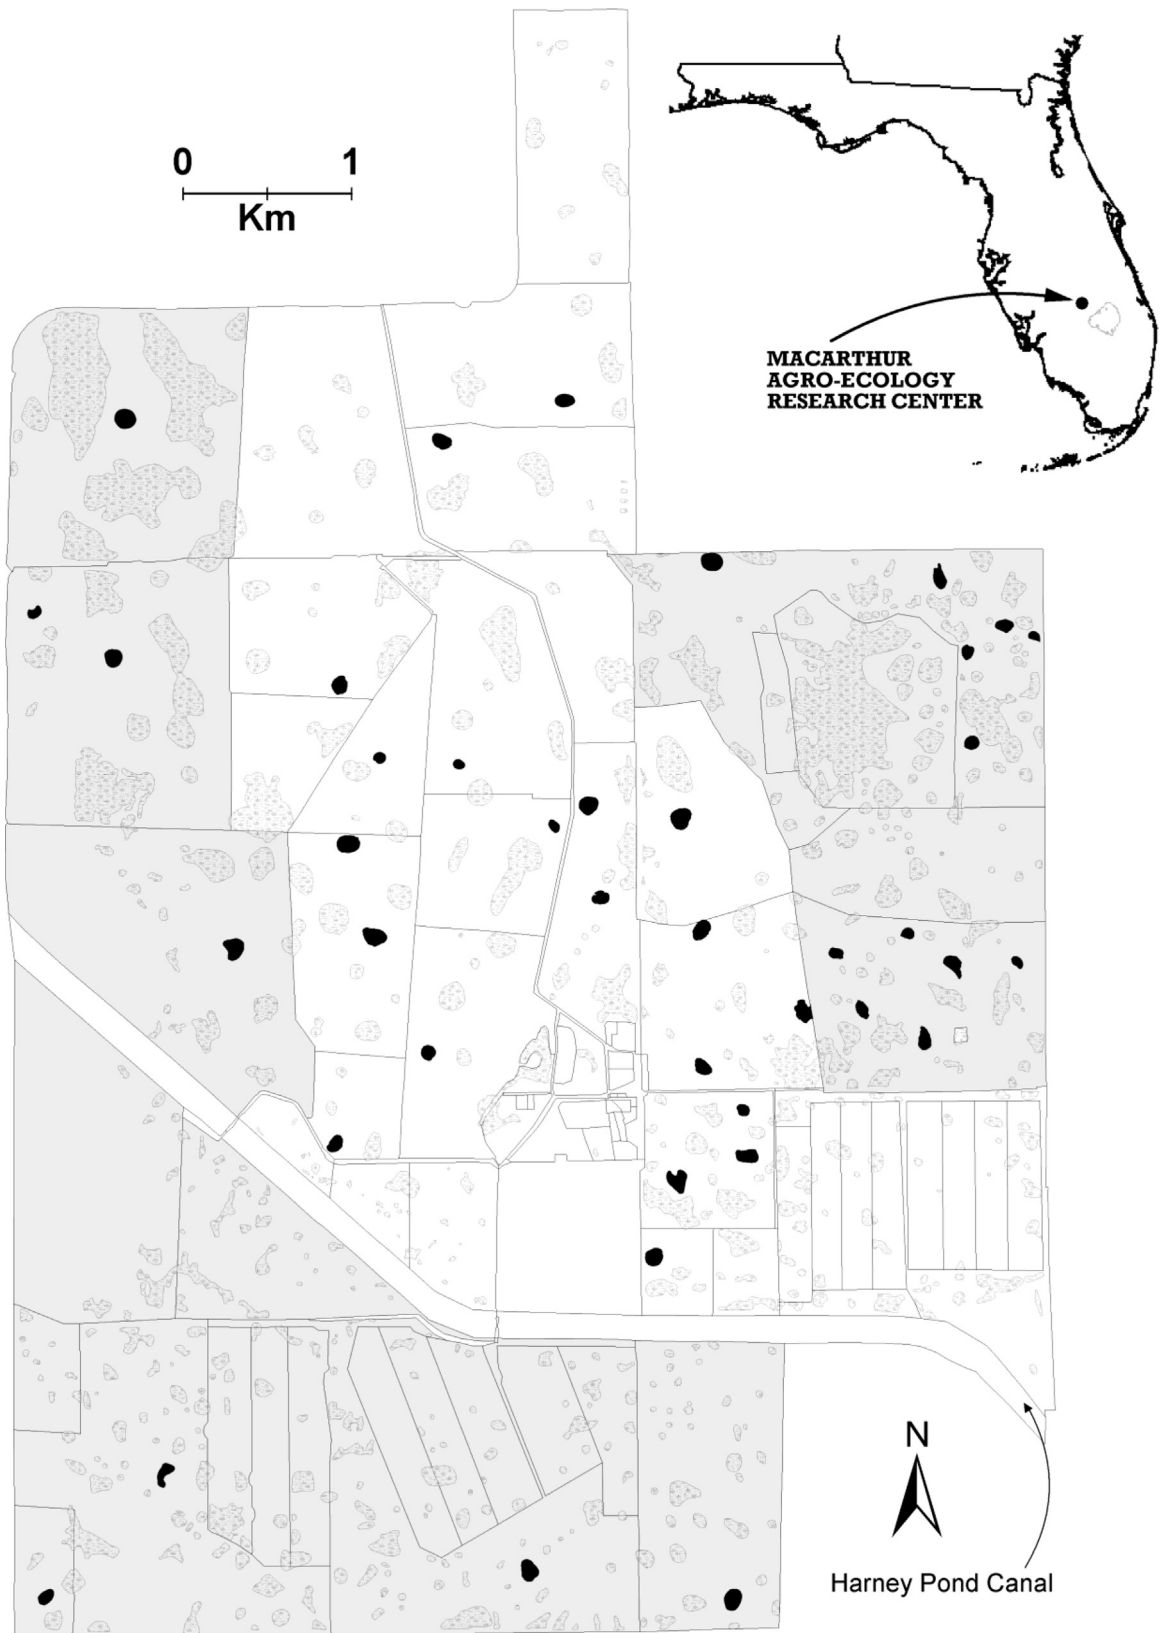 0 1
Km
MACARTHUR
AGRO-ECOLOGY
RESEARCH CENTER
N
Harney Pond Canal